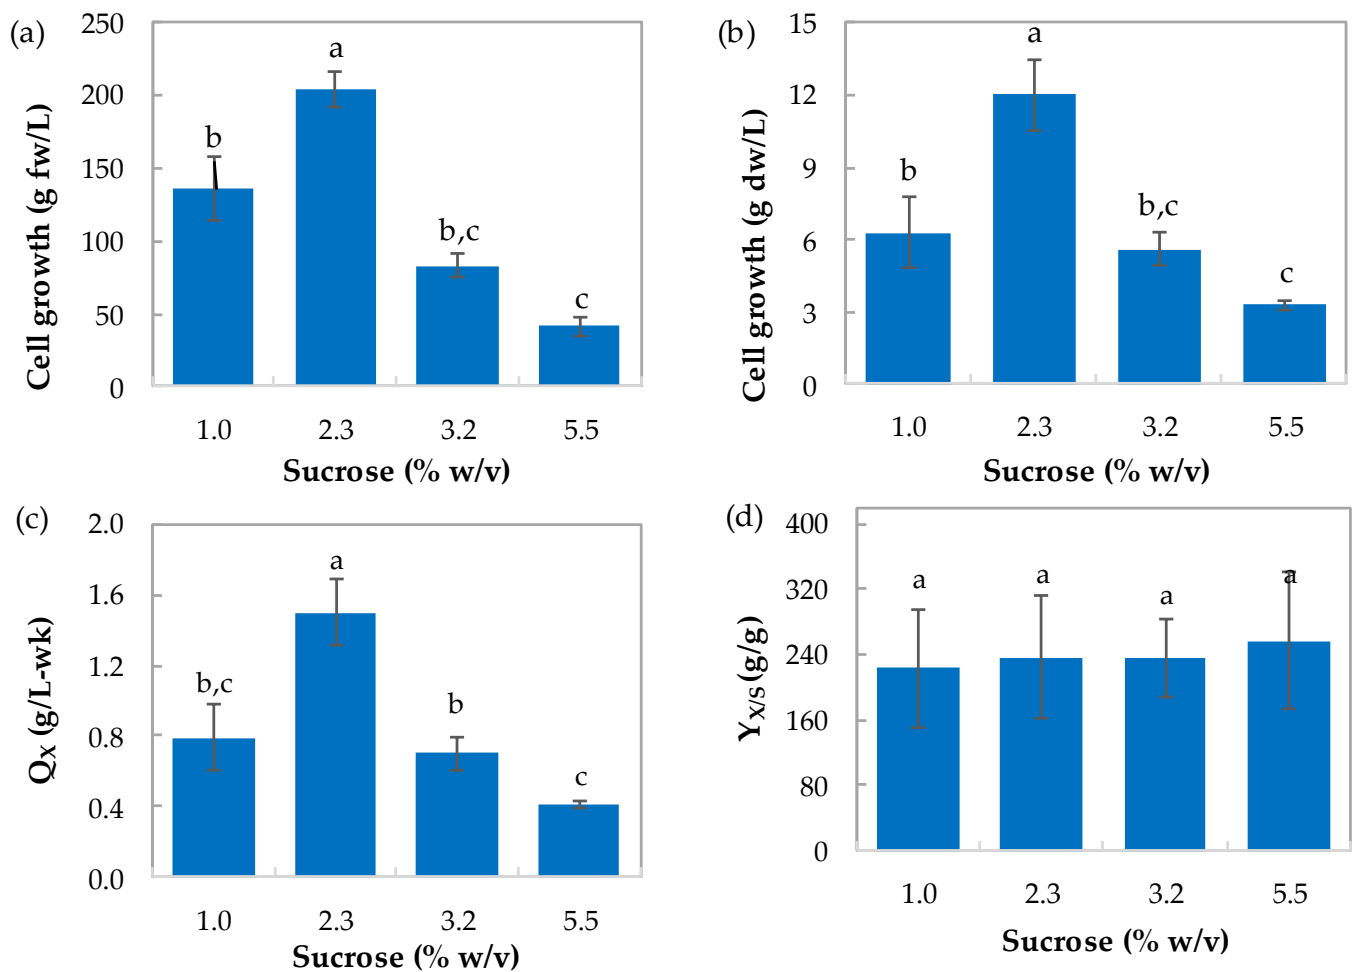 (a)
Cell growth (g fw/L)
250
200
150
100
50
0
b
a
b,c
c
1.0 2.3 3.2 5.5
Sucrose (% w/v)
(b)
Cell growth (g dw/L)
15
12
9
6
3
0
b
a
b,c
c
1.0 2.3 3.2 5.5
Sucrose (% w/v)
(c)
Qx (g/L-wk)
2.0
1.6
1.2
0.8
0.4
0.0
b,c
a
b
c
1.0 2.3 3.2 5.5
Sucrose (% w/v)
(d)
Yx/s (g/g)
400
320
240
160
80
0
a
a
a
a
1.0 2.3 3.2 5.5
Sucrose (% w/v)